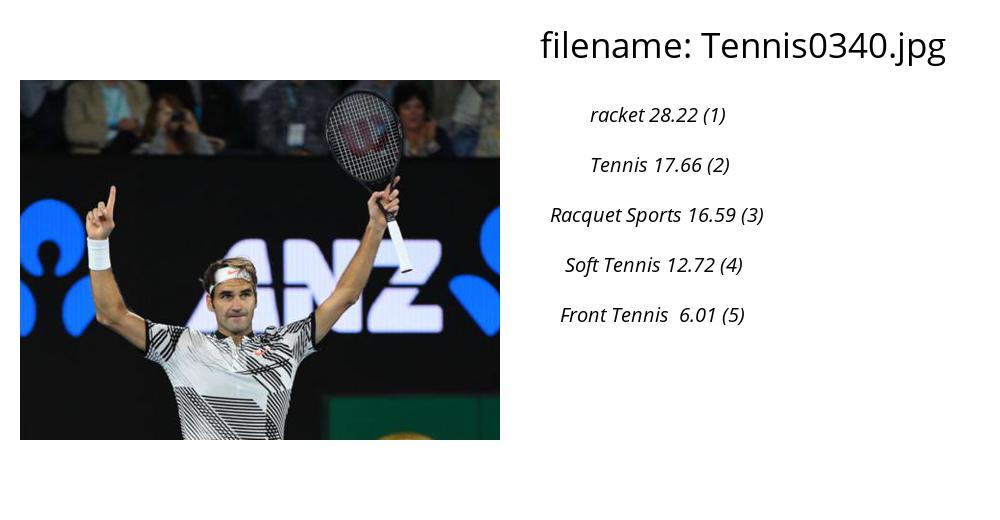 filename: Tennis0340.jpg
racket 28.22 (1)
Tennis 17.66 (2)
Racquet Sports 16.59 (3)
Soft Tennis 12.72 (4)
Front Tennis  6.01 (5)
ANZ
W